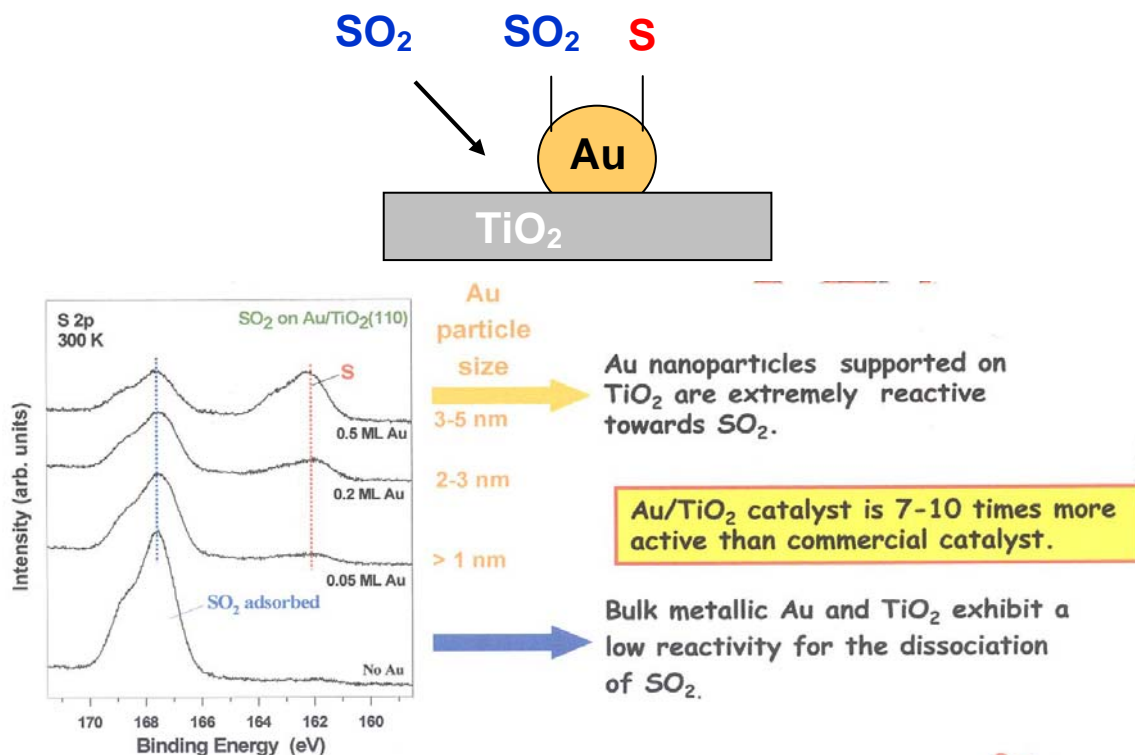 SO₂ SO₂ S
Au
TiO₂
S 2p
300 K
SO₂ on Au/TiO₂(110)
S
0.5 ML Au
0.2 ML Au
0.05 ML Au
SO₂ adsorbed
No Au
Intensity (arb. units)
170 168 166 164 162 160
Binding Energy (eV)
Au
particle
size
3-5 nm
2-3 nm
> 1 nm
Au nanoparticles supported on
TiO₂ are extremely reactive
towards SO₂.
Au/TiO₂ catalyst is 7-10 times more
active than commercial catalyst.
Bulk metallic Au and TiO₂ exhibit a
low reactivity for the dissociation
of SO₂.